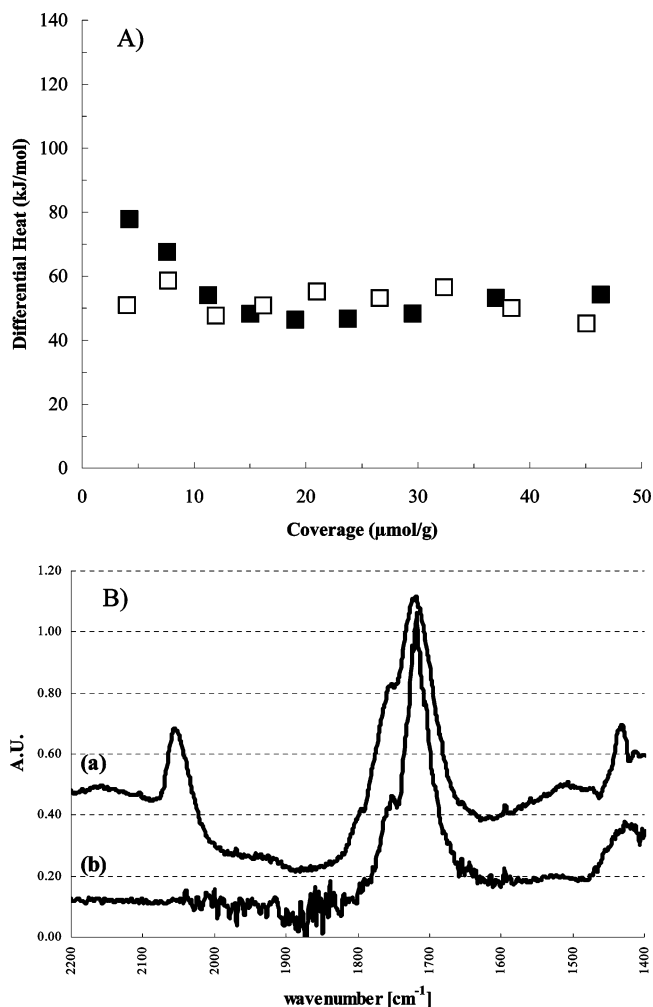 A)
140
120
100
80
60
40
20
0
Differential Heat (kJ/mol)
0 10 20 30 40 50
Coverage (µmol/g)
B)
1.20
1.00
0.80
0.60
0.40
0.20
0.00
A.U.
(a)
(b)
2200 2100 2000 1900 1800 1700 1600 1500 1400
wavenumber [cm⁻¹]